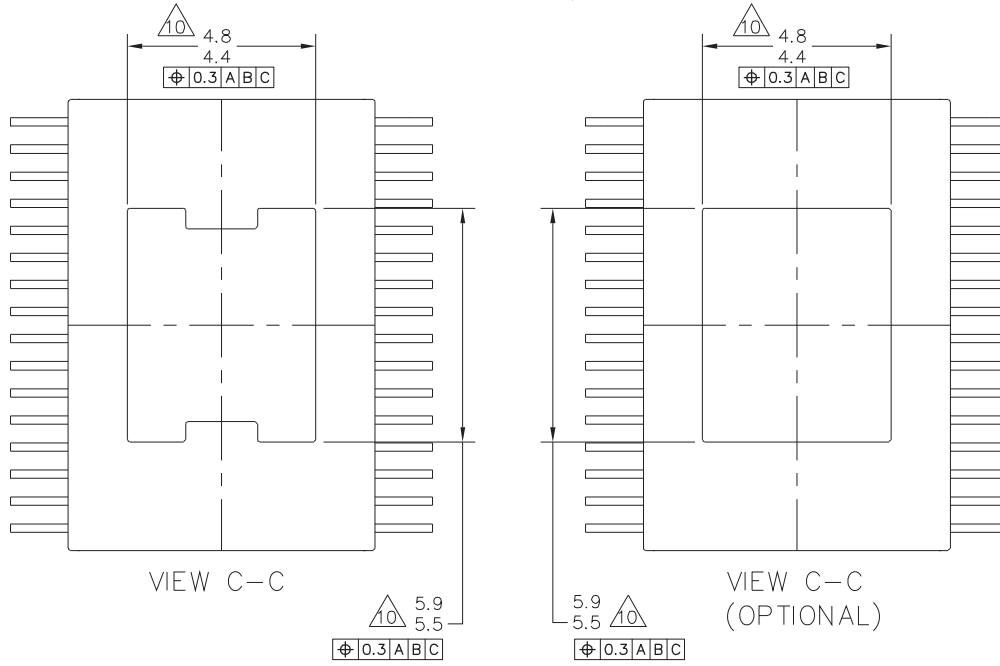 10 4.8
4.4
⌖ 0.3 A B C
10 4.8
4.4
⌖ 0.3 A B C
VIEW C-C
10 5.9
5.5
⌖ 0.3 A B C
5.9
5.5 10
⌖ 0.3 A B C
VIEW C-C
(OPTIONAL)